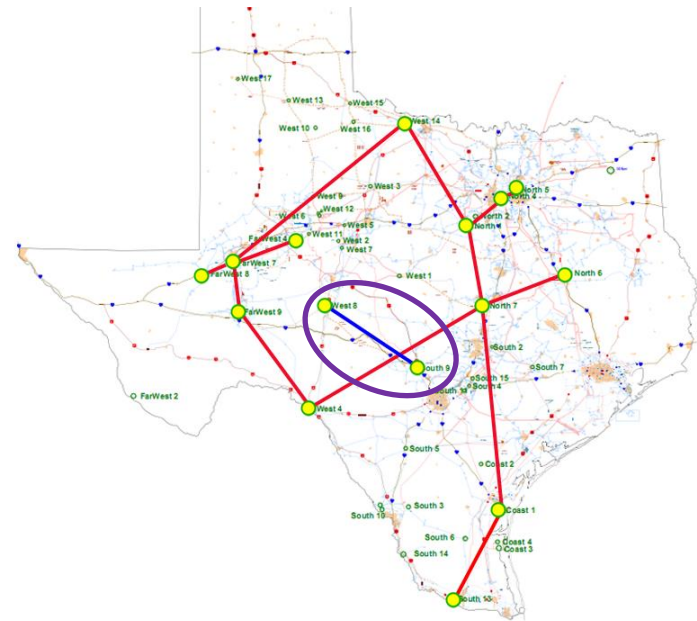 West 17
West 13
West 15
West 10
West 16
West 14
West 3
North 5
North 4
West 9
West 12
West 6
North 2
West 5
North
FarWest 4
West 11
West 2
West 7
FarWest 7
FarWest 8
West 1
North 6
West 8
North 7
FarWest 9
South 2
South 9
South 7
South 15
South 4
FarWest 2
West 4
South 5
Coast 2
South 3
Coast 1
South 10
South 6
Coast 4
Coast 3
South 14